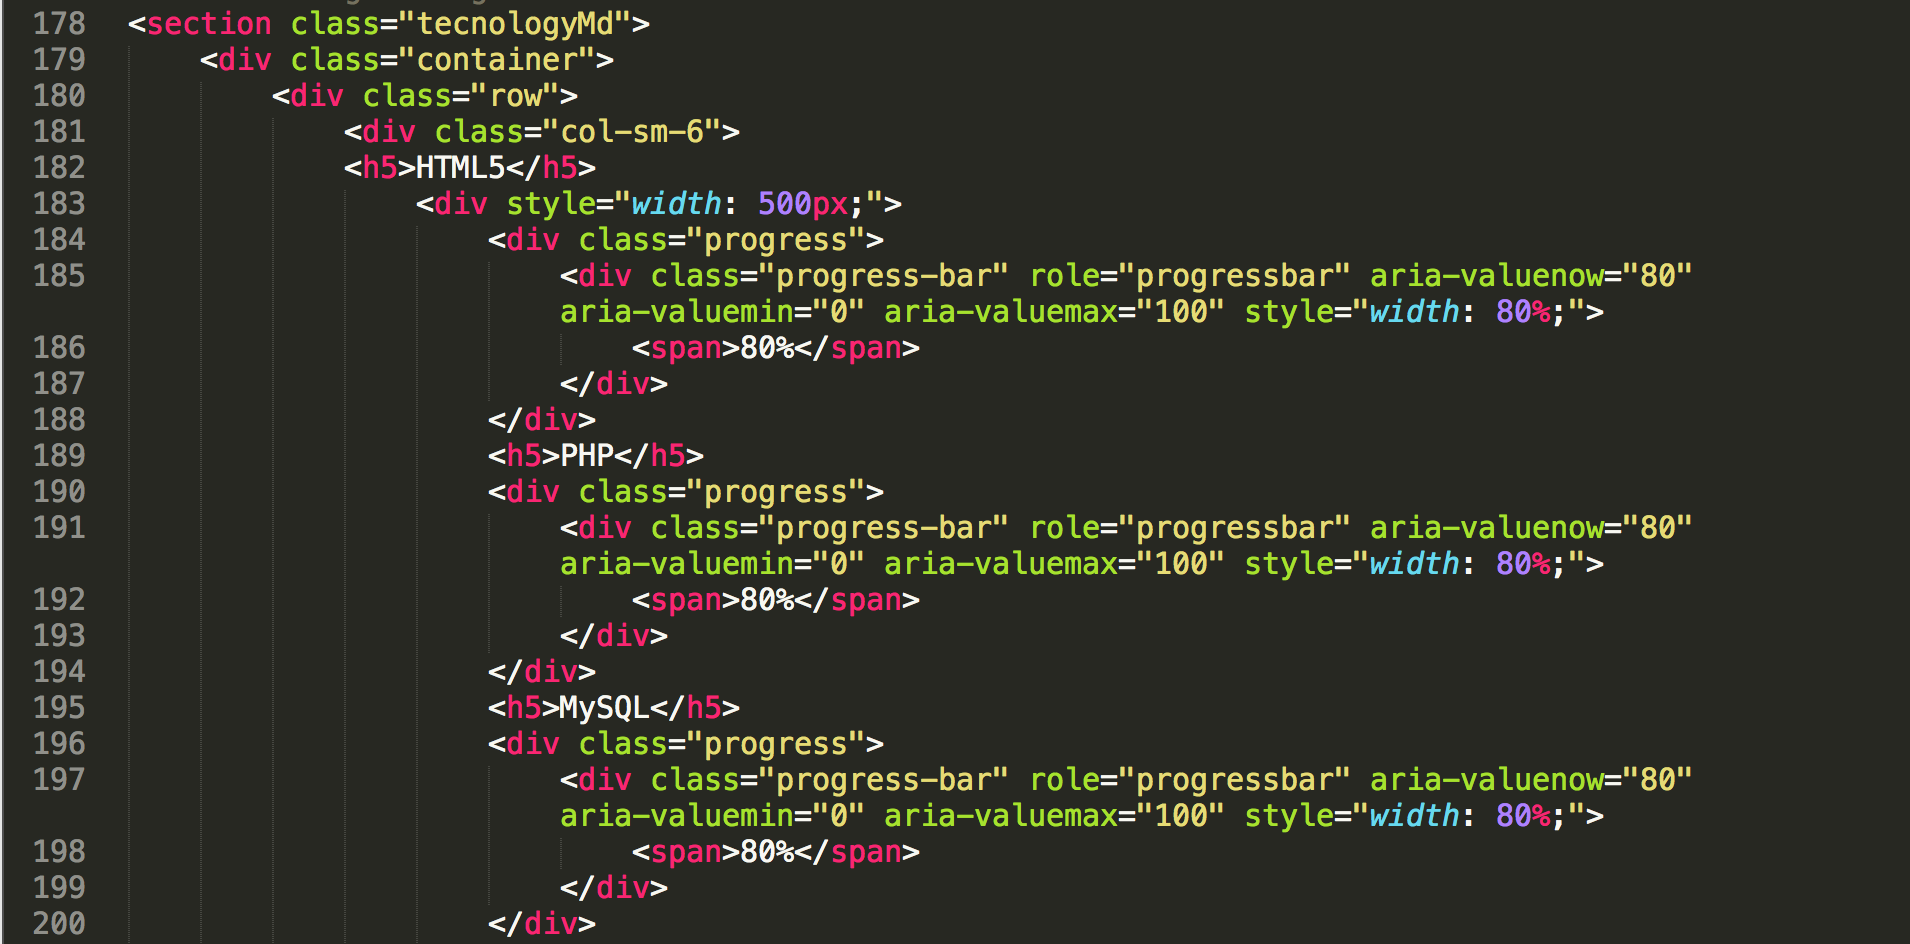 178 <section class="tecnologyMd">
179 <div class="container">
180 <div class="row">
181 <div class="col-sm-6">
182 <h5>HTML5</h5>
183 <div style="width: 500px;">
184 <div class="progress">
185 <div class="progress-bar" role="progressbar" aria-valuenow="80"
aria-valuemin="0" aria-valuemax="100" style="width: 80%;">
186 <span>80%</span>
187 </div>
188 </div>
189 <h5>PHP</h5>
190 <div class="progress">
191 <div class="progress-bar" role="progressbar" aria-valuenow="80"
aria-valuemin="0" aria-valuemax="100" style="width: 80%;">
192 <span>80%</span>
193 </div>
194 </div>
195 <h5>MySQL</h5>
196 <div class="progress">
197 <div class="progress-bar" role="progressbar" aria-valuenow="80"
aria-valuemin="0" aria-valuemax="100" style="width: 80%;">
198 <span>80%</span>
199 </div>
200 </div>